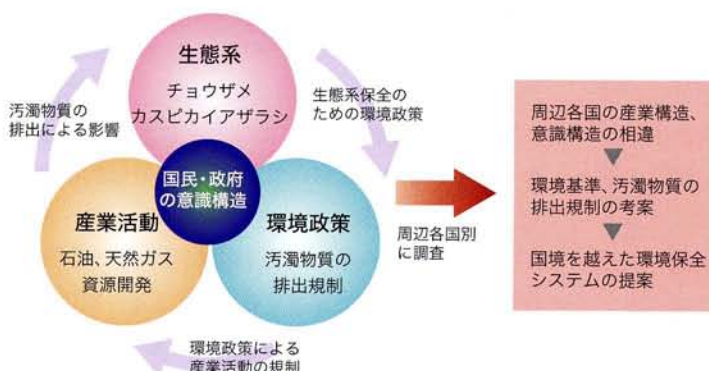 生態系
チョウザメ
カスピカイアザラシ
汚濁物質の
排出による影響
生態系保全の
ための環境政策
国民・政府
の意識構造
産業活動
石油、天然ガス
資源開発
環境政策
汚濁物質の
排出規制
環境政策による
産業活動の規制
周辺各国別
に調査
周辺各国の産業構造、
意識構造の相違
環境基準、汚濁物質の
排出規制の考案
国境を越えた環境保全
システムの提案